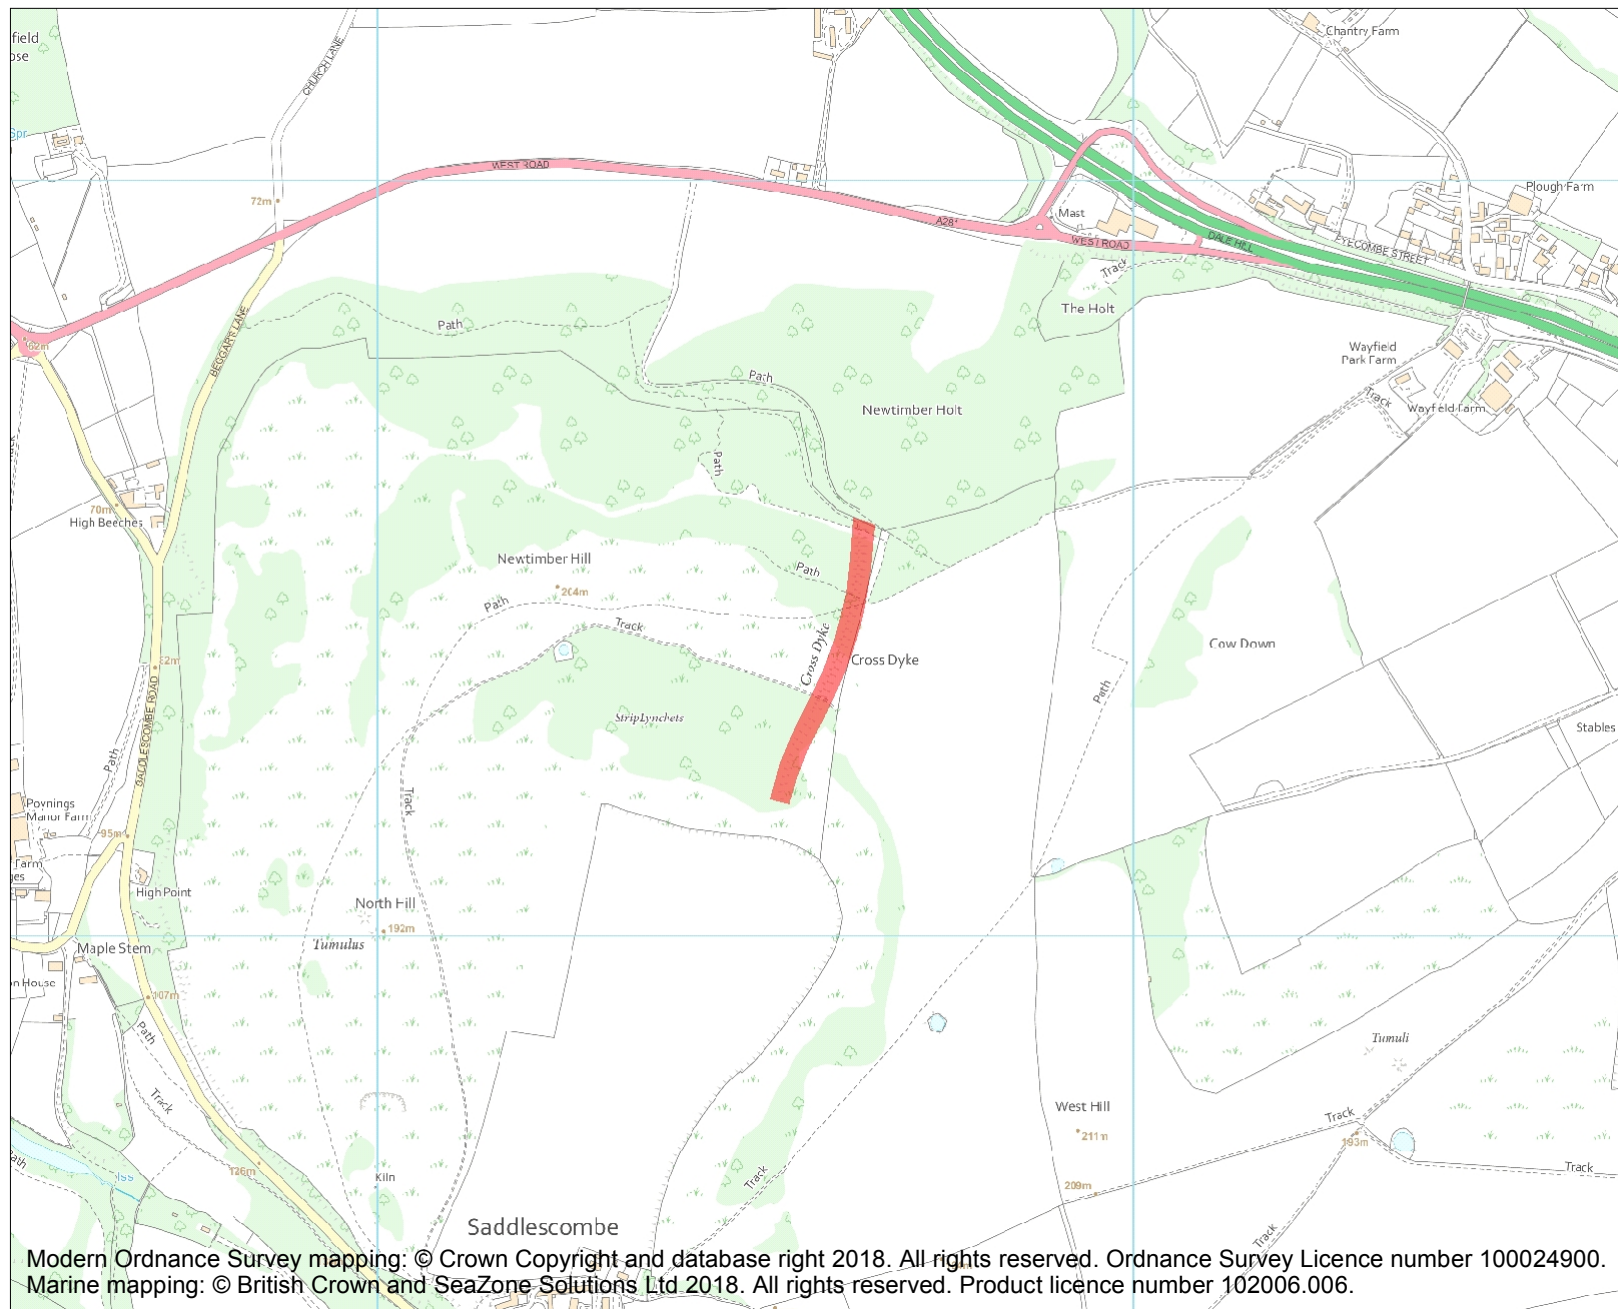 field
Chantry Farm
CHURCH LANE
Spr
WEST ROAD
Plough Farm
72m
Mast
WEST ROAD
DALE HILL
Track
The Holt
Path
BEGGARS LANE
62m
Wayfield
Park Farm
Path
Track
Wayfield Farm
Newtimber Holt
Path
70m
High Beeches
Newtimber Hill
Path
204m
Path
Track
Cross Dyke
Cross Dyke
Cow Down
Path
Strip Lynchets
Stables
Path
Track
Poynings
Manor Farm
95m
Farm
High Point
North Hill
192m
Tumulus
Maple Stem
on House
107m
Path
Tumuli
Track
West Hill
211m
Track
193m
Track
126m
Iss
Kiln
Track
209m
Track
Saddlescombe
Modern Ordnance Survey mapping: © Crown Copyright and database right 2018. All rights reserved. Ordnance Survey Licence number 100024900.
Marine mapping: © British Crown and SeaZone Solutions Ltd 2018. All rights reserved. Product licence number 102006.006.